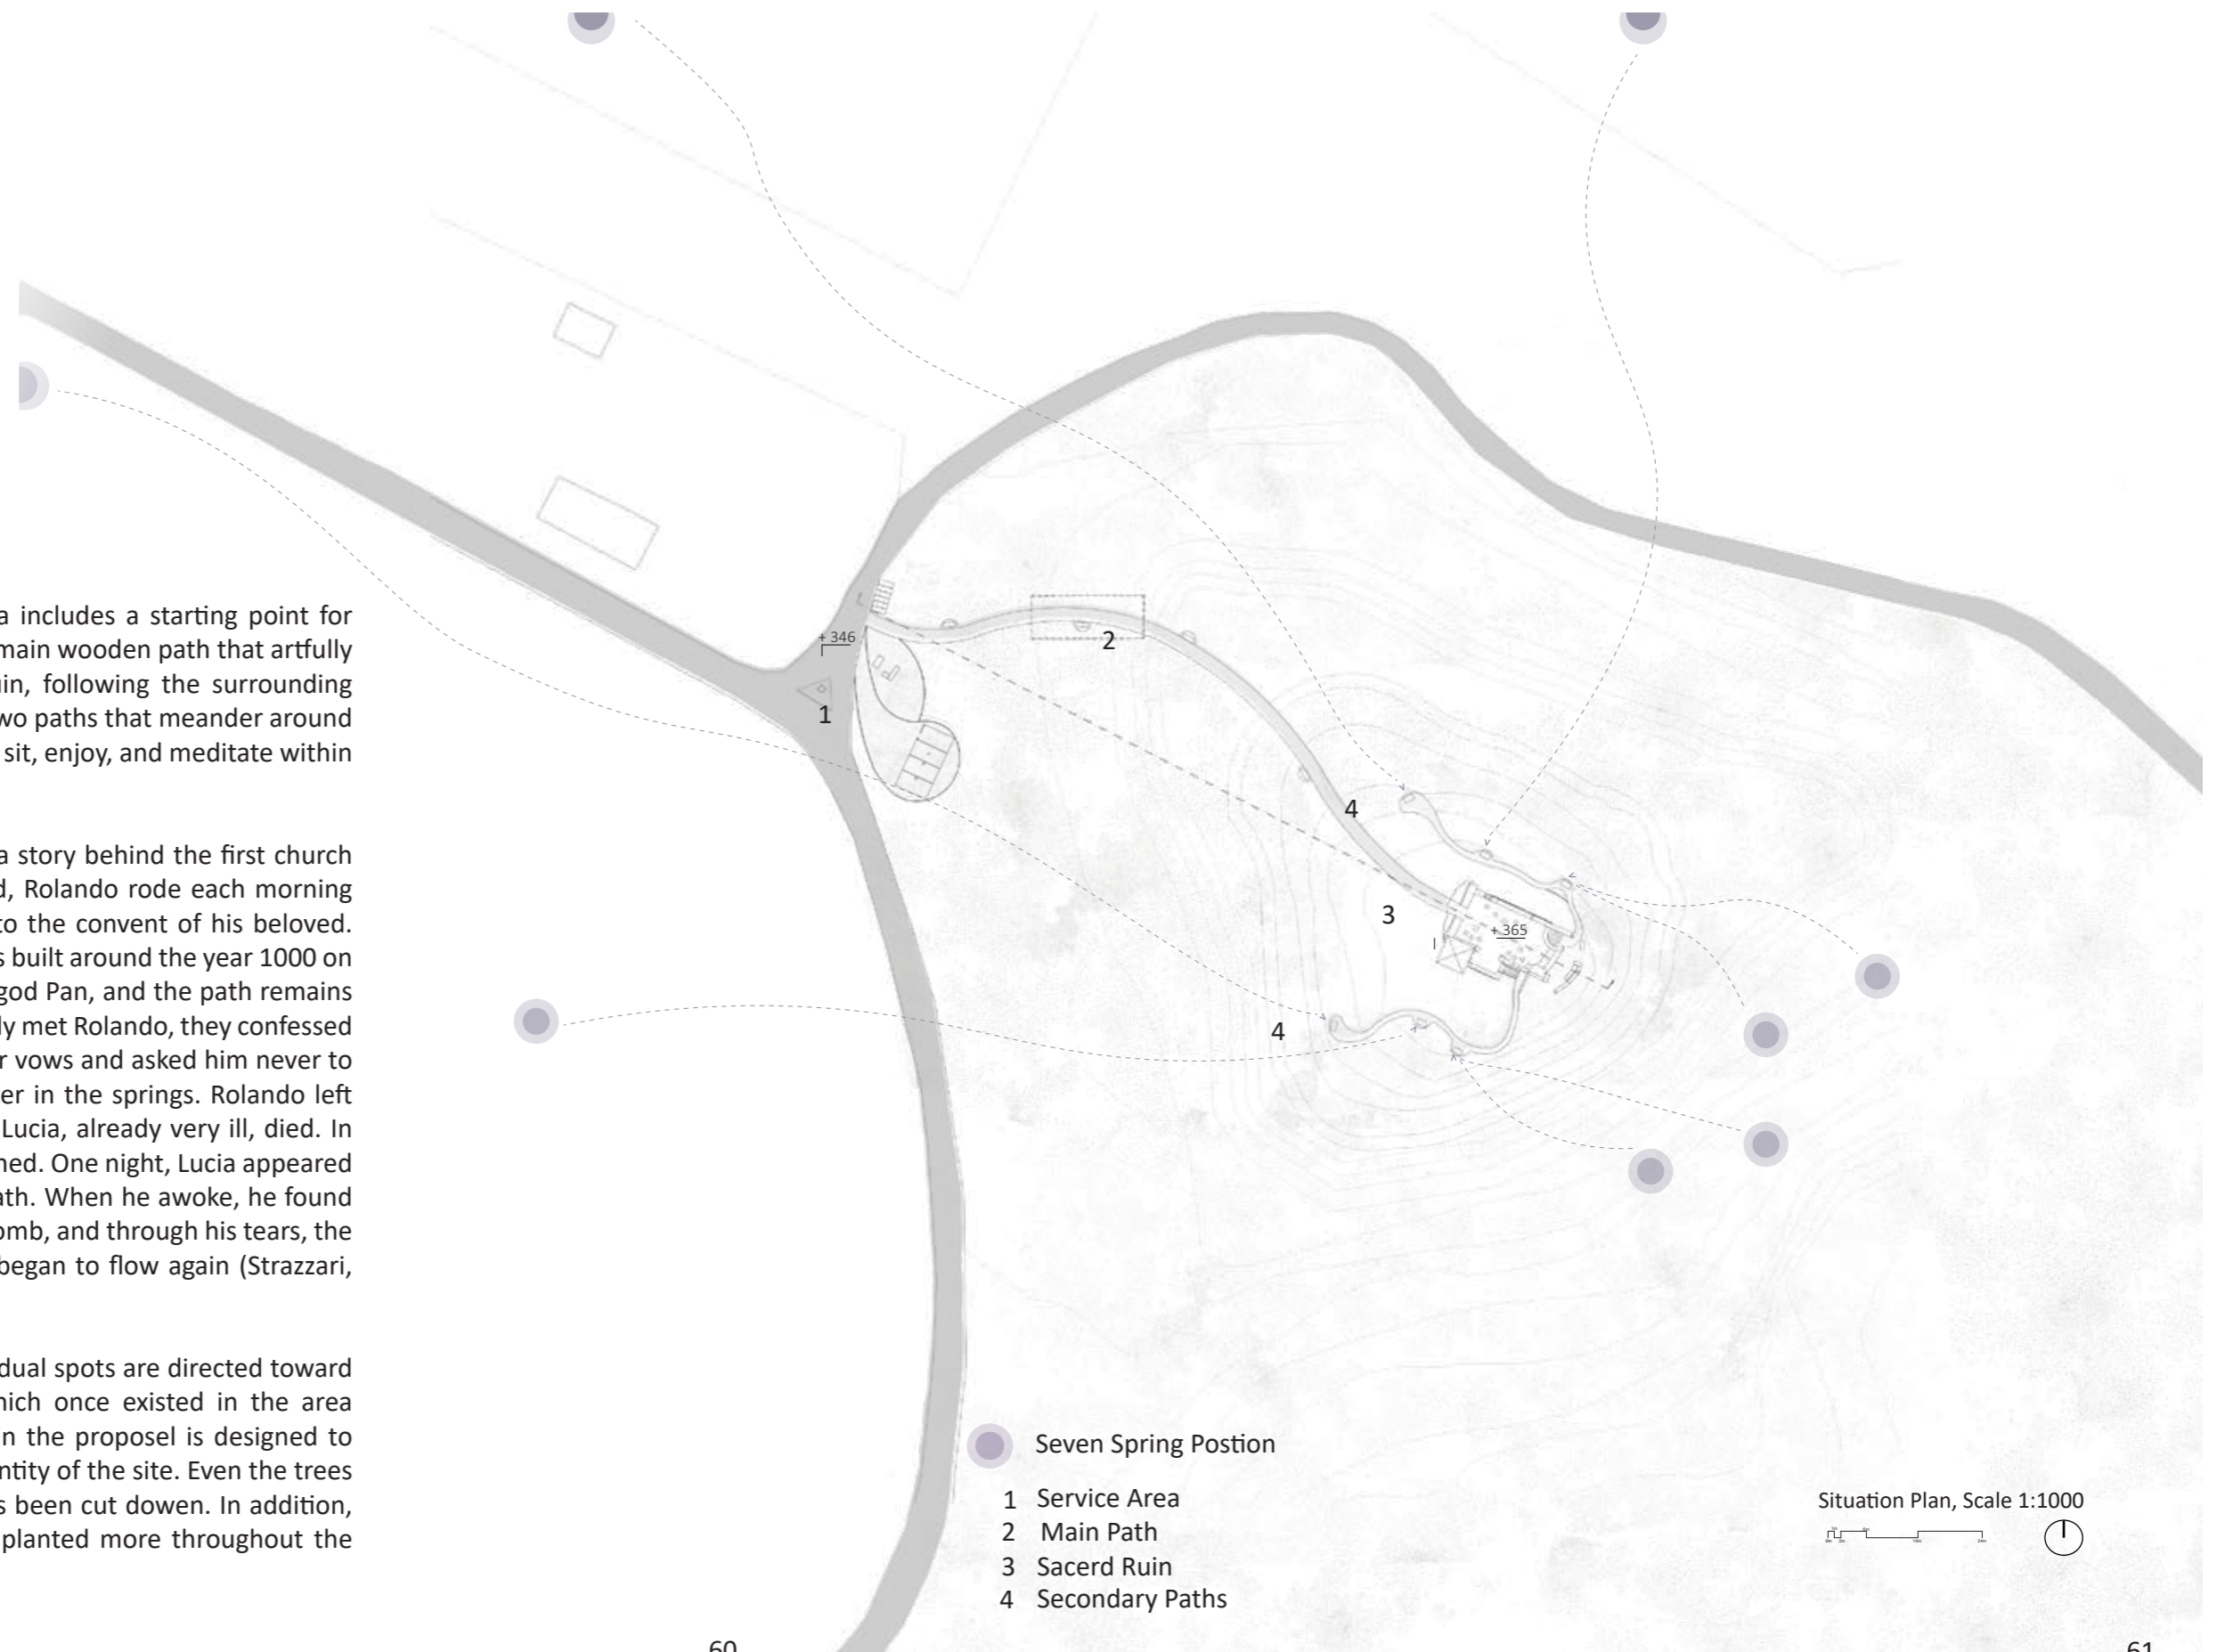 a includes a starting point for
main wooden path that artfully
uin, following the surrounding
wo paths that meander around
sit, enjoy, and meditate within
a story behind the first church
d, Rolando rode each morning
to the convent of his beloved.
s built around the year 1000 on
god Pan, and the path remains
ly met Rolando, they confessed
r vows and asked him never to
er in the springs. Rolando left
Lucia, already very ill, died. In
ned. One night, Lucia appeared
ath. When he awoke, he found
omb, and through his tears, the
began to flow again (Strazzari,
dual spots are directed toward
hich once existed in the area
n the proposel is designed to
ntity of the site. Even the trees
s been cut dowen. In addition,
planted more throughout the
+ 346
1
2
4
3
+ 365
4
Seven Spring Postion
1 Service Area
2 Main Path
3 Sacerd Ruin
4 Secondary Paths
Situation Plan, Scale 1:1000
60
61